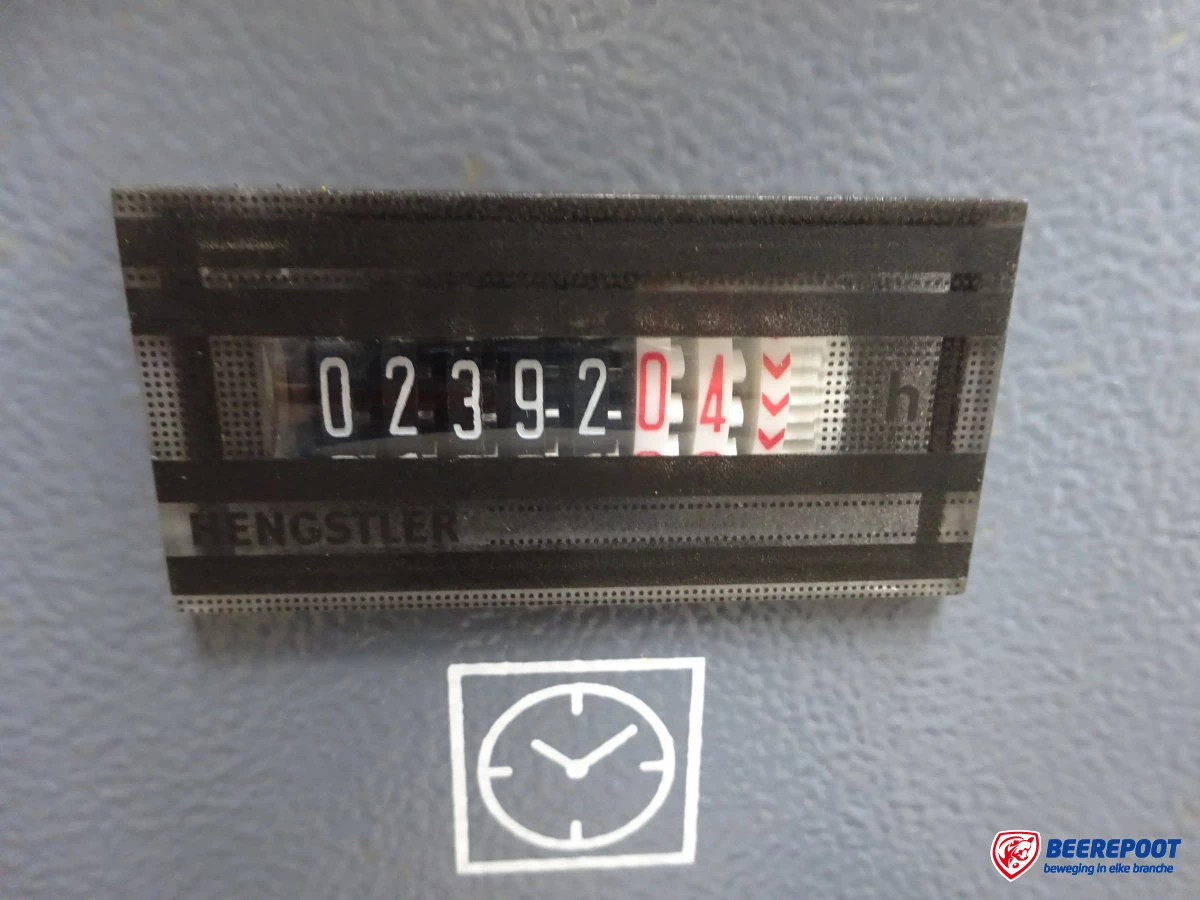 0239204 h
HENGSTLER
BEEREPOOT
beweging in elke branche